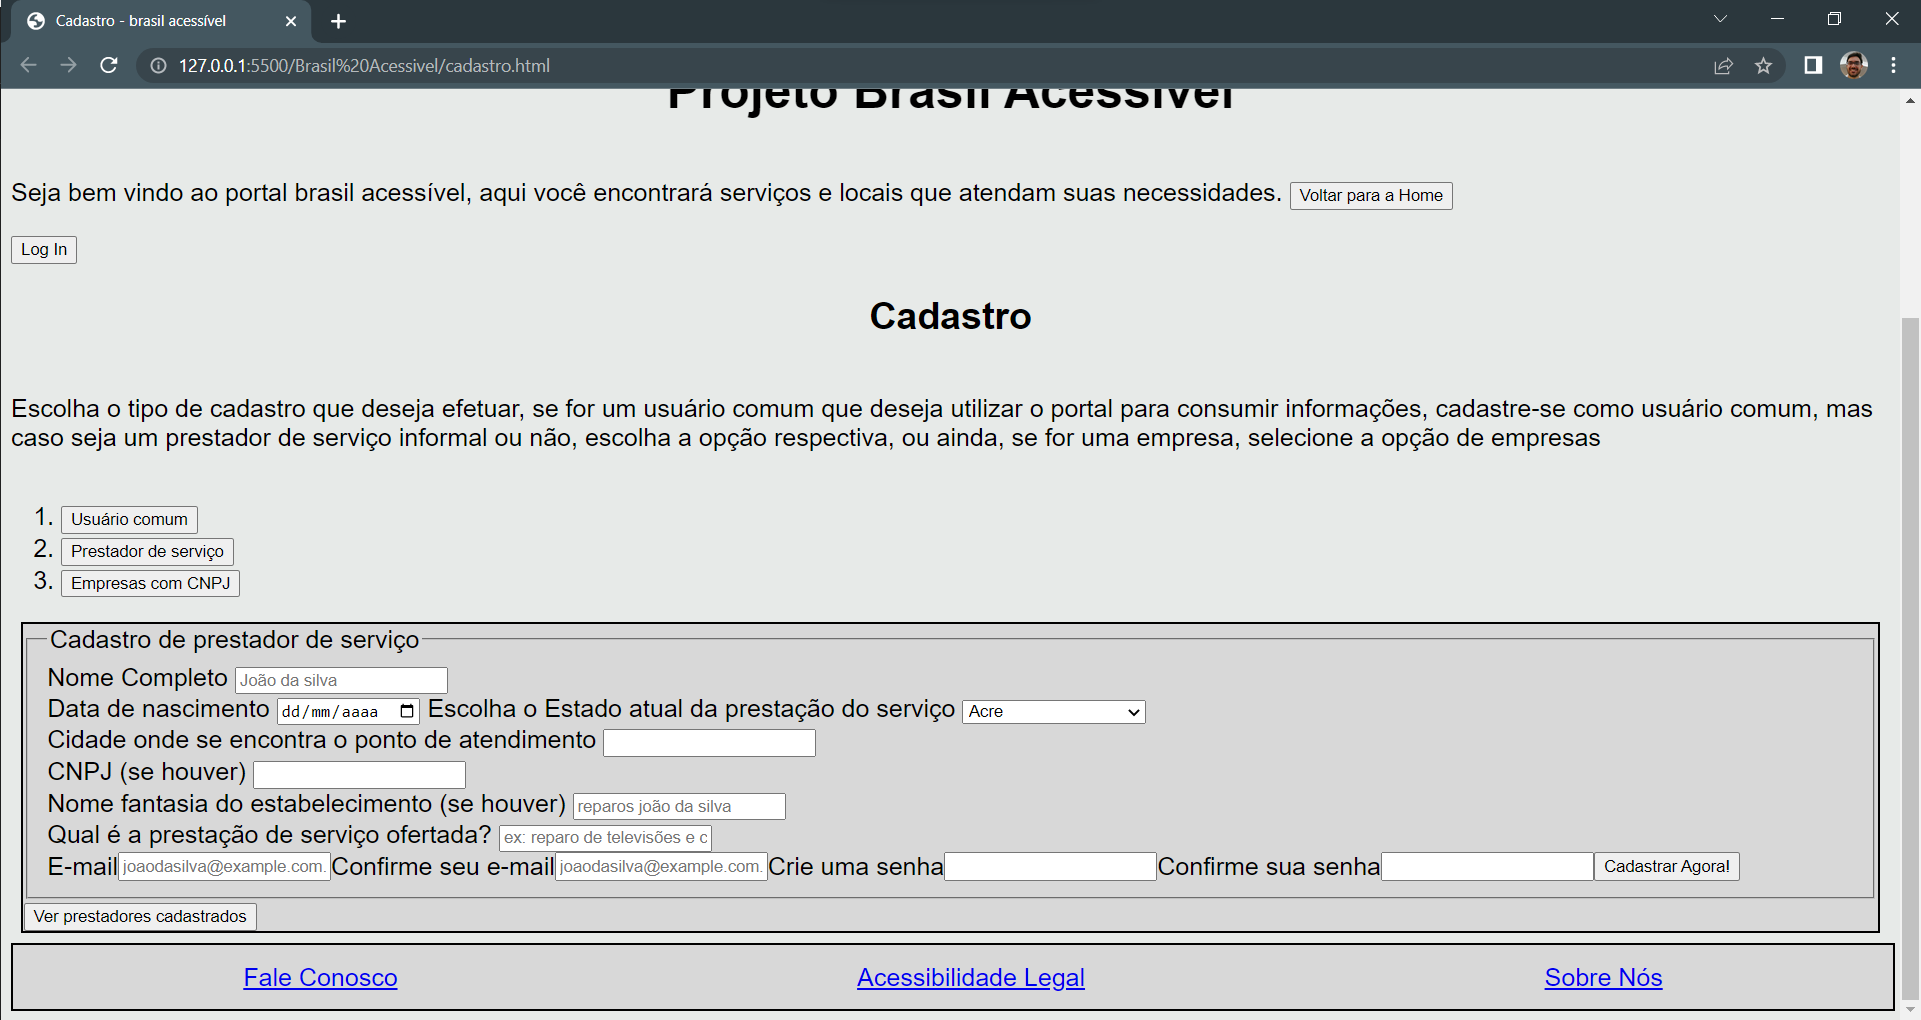 Cadastro - brasil acessível
127.0.0.1:5500/Brasil%20Acessivel/cadastro.html
Projeto Brasil Acessível
Seja bem vindo ao portal brasil acessível, aqui você encontrará serviços e locais que atendam suas necessidades. Voltar para a Home
Log In
Cadastro
Escolha o tipo de cadastro que deseja efetuar, se for um usuário comum que deseja utilizar o portal para consumir informações, cadastre-se como usuário comum, mas
caso seja um prestador de serviço informal ou não, escolha a opção respectiva, ou ainda, se for uma empresa, selecione a opção de empresas
1. Usuário comum
2. Prestador de serviço
3. Empresas com CNPJ
Cadastro de prestador de serviço
Nome Completo João da silva
Data de nascimento dd/mm/aaaa Escolha o Estado atual da prestação do serviço Acre
Cidade onde se encontra o ponto de atendimento
CNPJ (se houver)
Nome fantasia do estabelecimento (se houver) reparos joão da silva
Qual é a prestação de serviço ofertada? ex: reparo de televisões e c
E-mail joaodasilva@example.com. Confirme seu e-mail joaodasilva@example.com. Crie uma senha Confirme sua senha Cadastrar Agora!
Ver prestadores cadastrados
Fale Conosco Acessibilidade Legal Sobre Nós